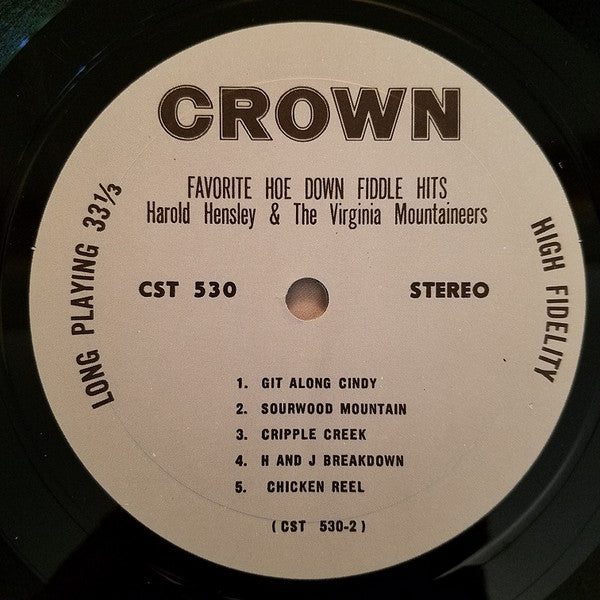 CROWN
FAVORITE HOE DOWN FIDDLE HITS
Harold Hensley & The Virginia Mountaineers
LONG PLAYING 33⅓
HIGH FIDELITY
CST 530 STEREO
1. GIT ALONG CINDY
2. SOURWOOD MOUNTAIN
3. CRIPPLE CREEK
4. H AND J BREAKDOWN
5. CHICKEN REEL
(CST 530-2)